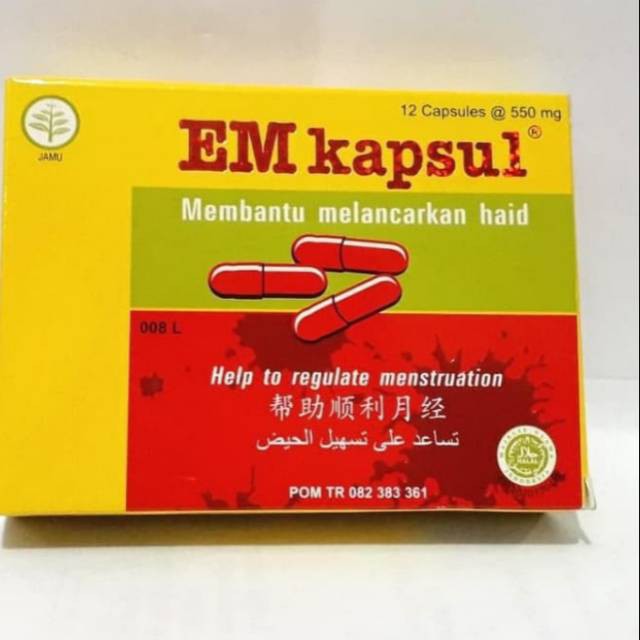 12 Capsules @ 550 mg
JAMU
EM kapsul®
Membantu melancarkan haid
008 L
Help to regulate menstruation
帮助顺利月经
تساعد على تسهيل الحيض
HALAL
POM TR 082 383 361